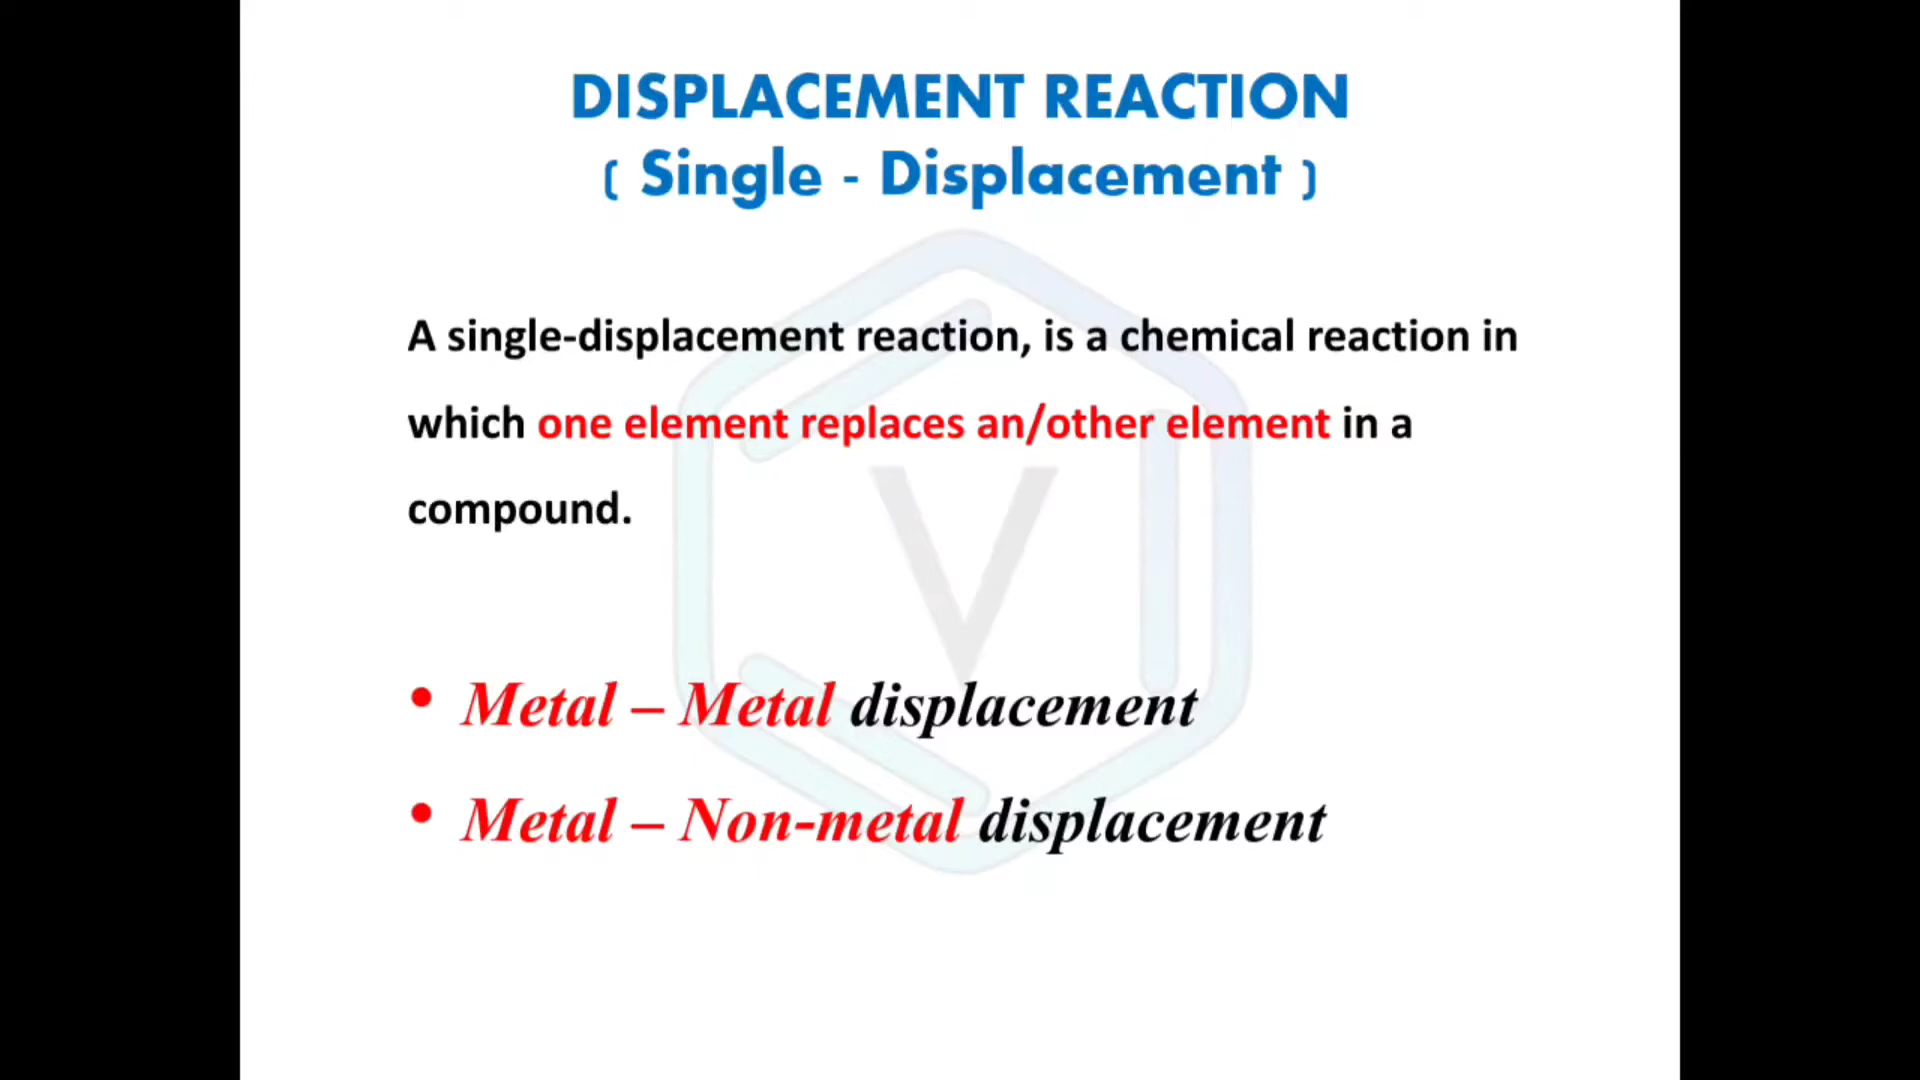 DISPLACEMENT REACTION
( Single - Displacement )
A single-displacement reaction, is a chemical reaction in
which one element replaces an/other element in a
compound.
V
• Metal – Metal displacement
• Metal – Non-metal displacement